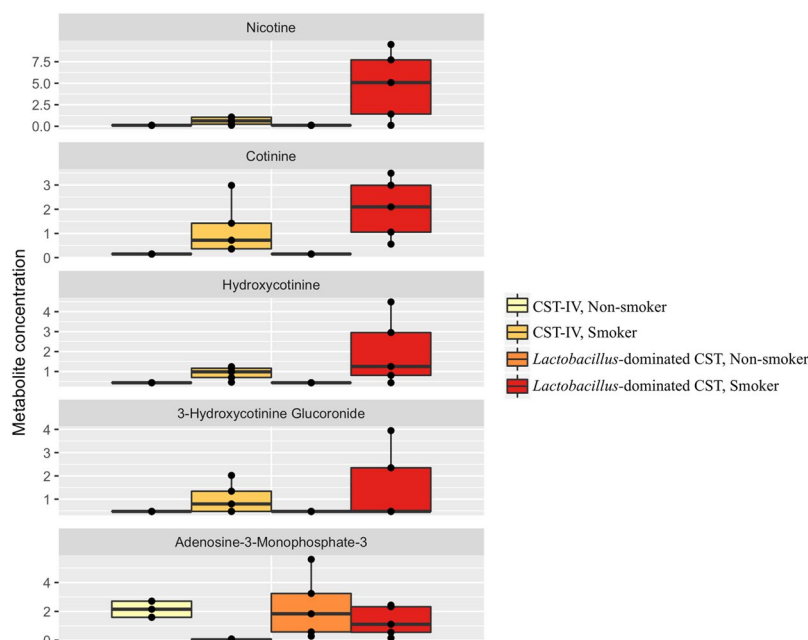 Nicotine
7.5
5.0
2.5
0.0
Cotinine
3
2
1
0
Hydroxycotinine
4
3
2
1
3-Hydroxycotinine Glucoronide
4
3
2
1
Adenosine-3-Monophosphate-3
4
2
0
Metabolite concentration
CST-IV, Non-smoker
CST-IV, Smoker
Lactobacillus-dominated CST, Non-smoker
Lactobacillus-dominated CST, Smoker